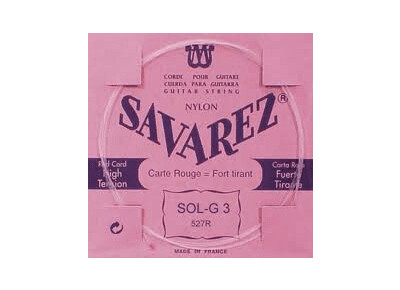 CORDE POUR GUITARE
CUERDA PARA GUITARRA
GUITAR STRING
NYLON
SAVAREZ®
Red Card
High
Tension
Carte Rouge = Fort tirant
Carta Roja
Fuerte
Tirante
SOL-G 3
527R
MADE IN FRANCE